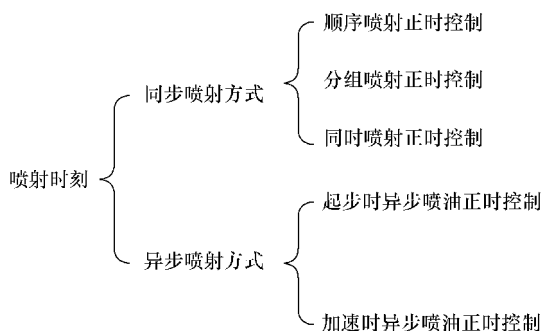 喷射时刻
同步喷射方式
顺序喷射正时控制
分组喷射正时控制
同时喷射正时控制
异步喷射方式
起步时异步喷油正时控制
加速时异步喷油正时控制